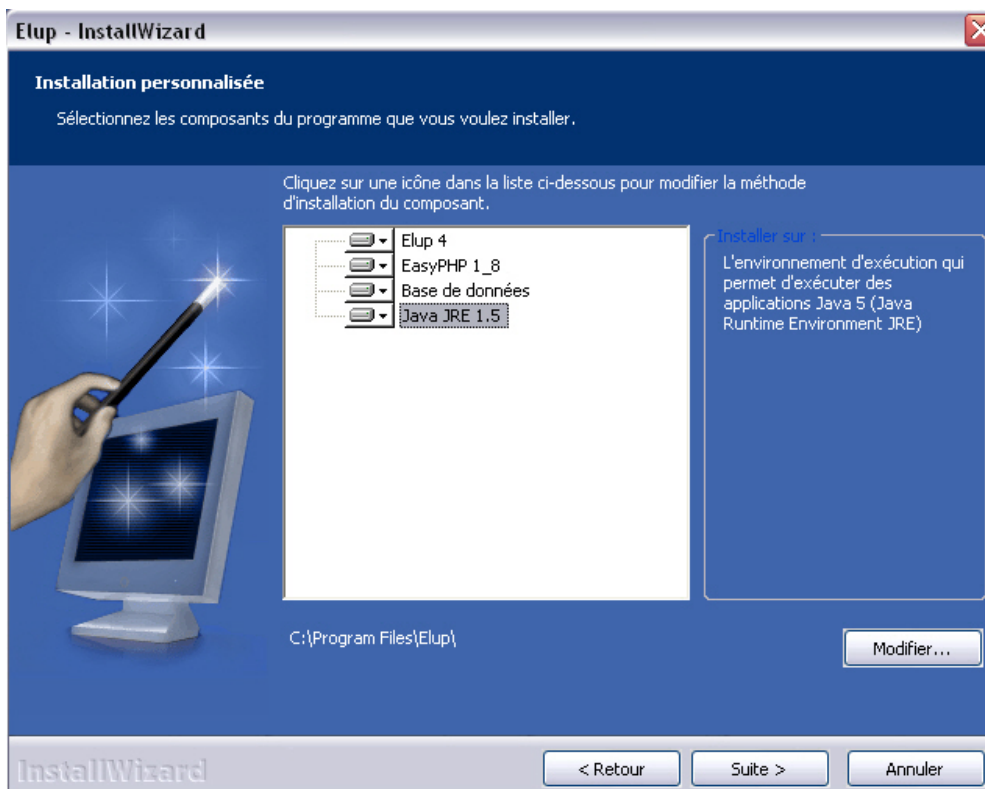 Elup - InstallWizard
Installation personnalisée
Sélectionnez les composants du programme que vous voulez installer.
Cliquez sur une icône dans la liste ci-dessous pour modifier la méthode
d'installation du composant.
Elup 4
EasyPHP 1_8
Base de données
Java JRE 1.5
Installer sur :
L'environnement d'exécution qui
permet d'exécuter des
applications Java 5 (Java
Runtime Environment JRE)
C:\Program Files\Elup\
Modifier...
InstallWizard
< Retour
Suite >
Annuler